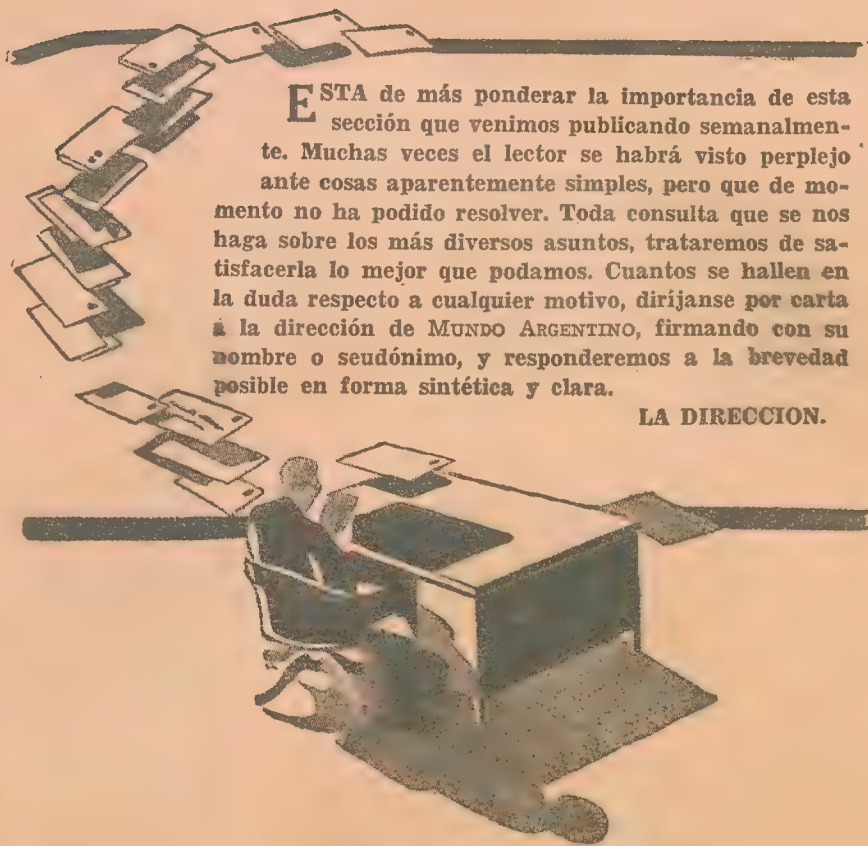 ESTA de más ponderar la importancia de esta
sección que venimos publicando semanalmen-
te. Muchas veces el lector se habrá visto perplejo
ante cosas aparentemente simples, pero que de mo-
mento no ha podido resolver. Toda consulta que se nos
haga sobre los más diversos asuntos, trataremos de sa-
tisfacerla lo mejor que podamos. Cuantos se hallen en
la duda respecto a cualquier motivo, diríjanse por carta
a la dirección de MUNDO ARGENTINO, firmando con su
nombre o seudónimo, y responderemos a la brevedad
posible en forma sintética y clara.
LA DIRECCION.